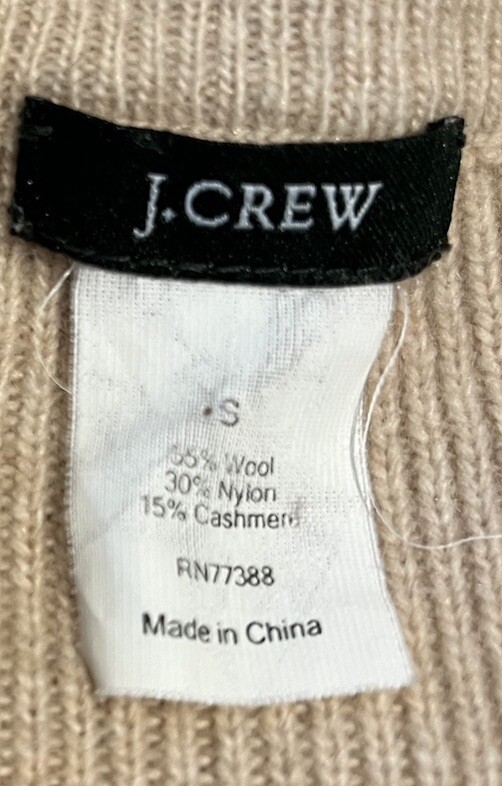 J.CREW
S
55% Wool
30% Nylon
15% Cashmere
RN77388
Made in China